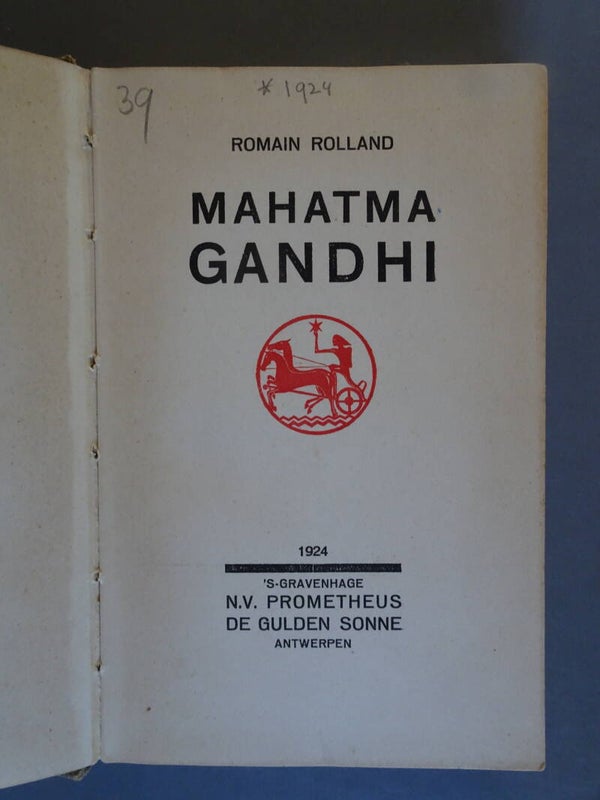 39
* 1924
ROMAIN ROLLAND
MAHATMA
GANDHI
1924
'S-GRAVENHAGE
N.V. PROMETHEUS
DE GULDEN SONNE
ANTWERPEN